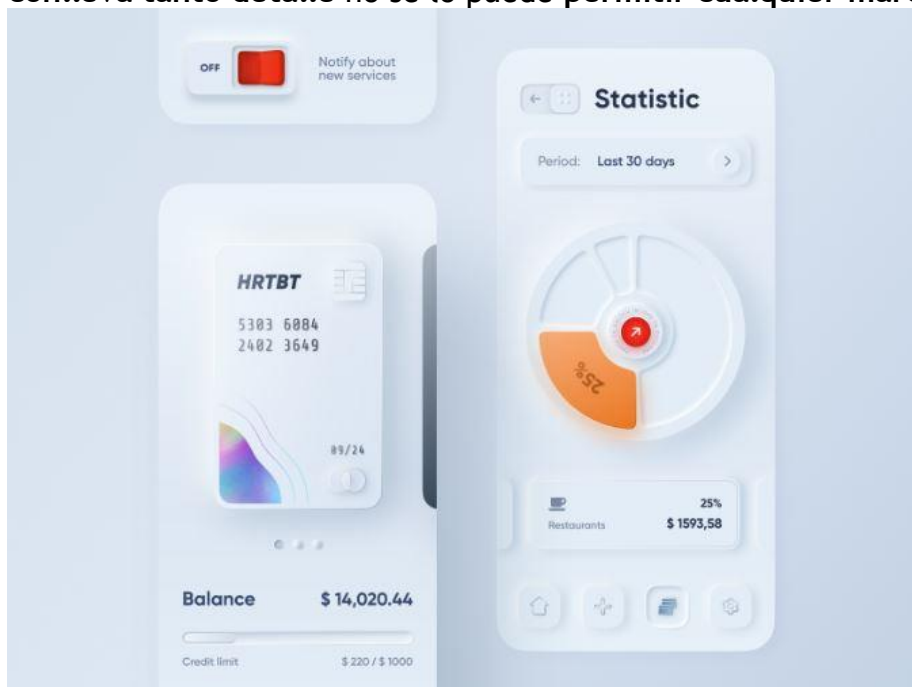 conlleva tanto detalle no se lo puede permitir cualquier
OFF
Notify about
new services
HRTBT
5303 6084
2402 3649
09/24
Balance
$ 14,020.44
Credit limit
$ 220 / $ 1000
Statistic
Period: Last 30 days
25%
Restaurants
25%
$ 1593,58